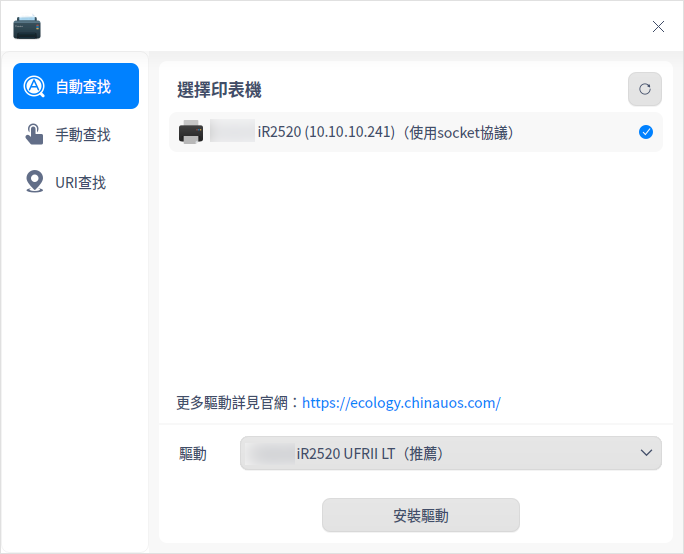 自動查找
手動查找
URI查找
選擇印表機
iR2520 (10.10.10.241)（使用socket協議）
更多驅動詳見官網：https://ecology.chinauos.com/
驅動
iR2520 UFRII LT（推薦）
安裝驅動